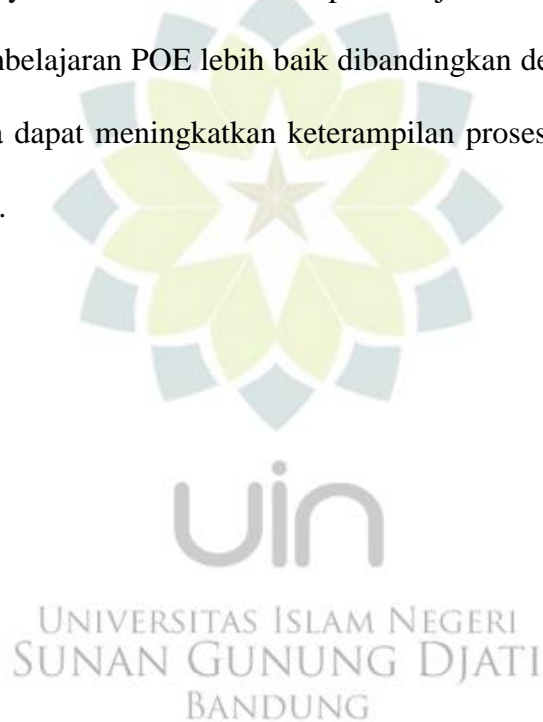 mbelajaran POE lebih baik dibandingkan de
dapat meningkatkan keterampilan proses
.
uin
UNIVERSITAS ISLAM NEGERI
SUNAN GUNUNG DJATI
BANDUNG